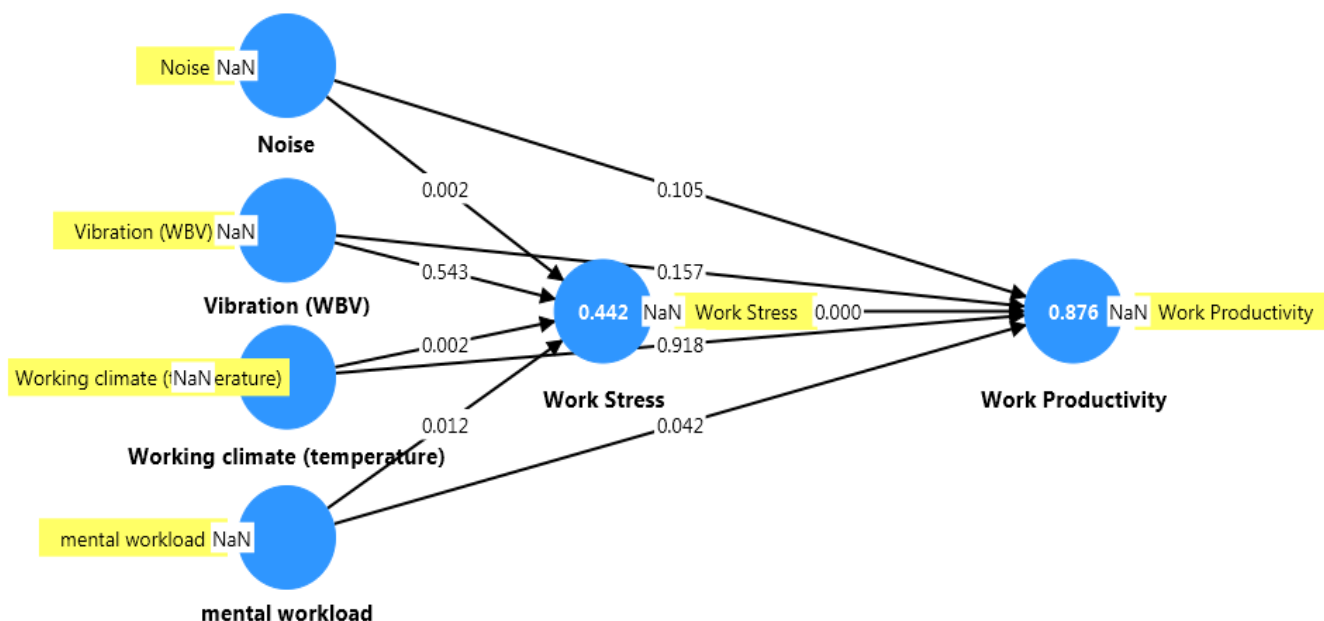 Noise NaN
Noise
0.002
0.105
Vibration (WBV) NaN
Vibration (WBV)
0.543
0.157
0.442
NaN
Work Stress
0.000
0.876
NaN
Work Productivity
Working climate (t NaN erature)
Working climate (temperature)
0.002
0.918
Work Stress
Work Productivity
0.012
0.042
mental workload NaN
mental workload